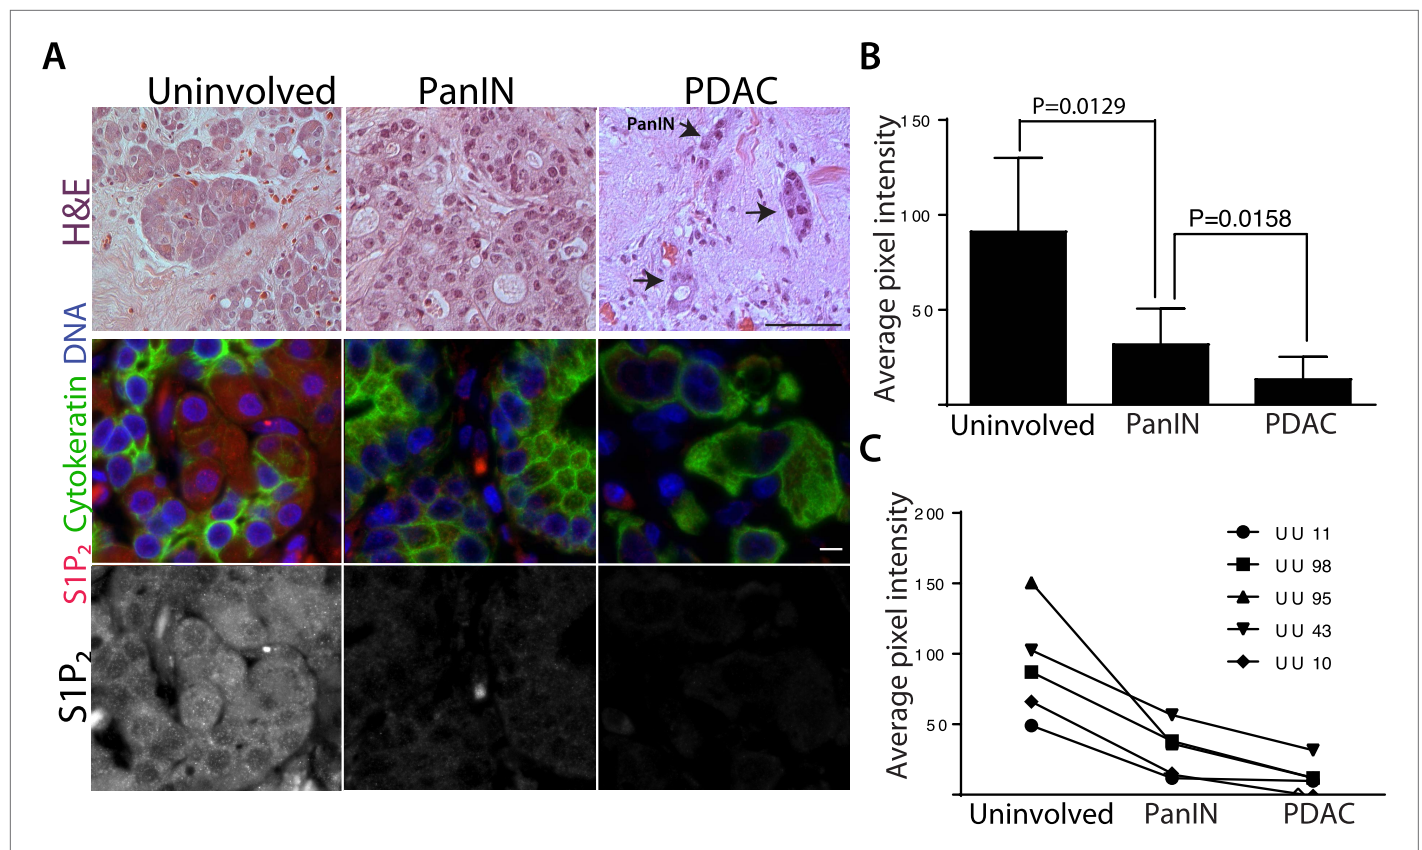 A
Uninvolved PanIN PDAC
H&E
PanIN
S1P2 Cytokeratin DNA
S1P2
B
P=0.0129
P=0.0158
Average pixel intensity
150
100
50
Uninvolved PanIN PDAC
C
Average pixel intensity
200
150
100
50
UU 11
UU 98
UU 95
UU 43
UU 10
Uninvolved PanIN PDAC